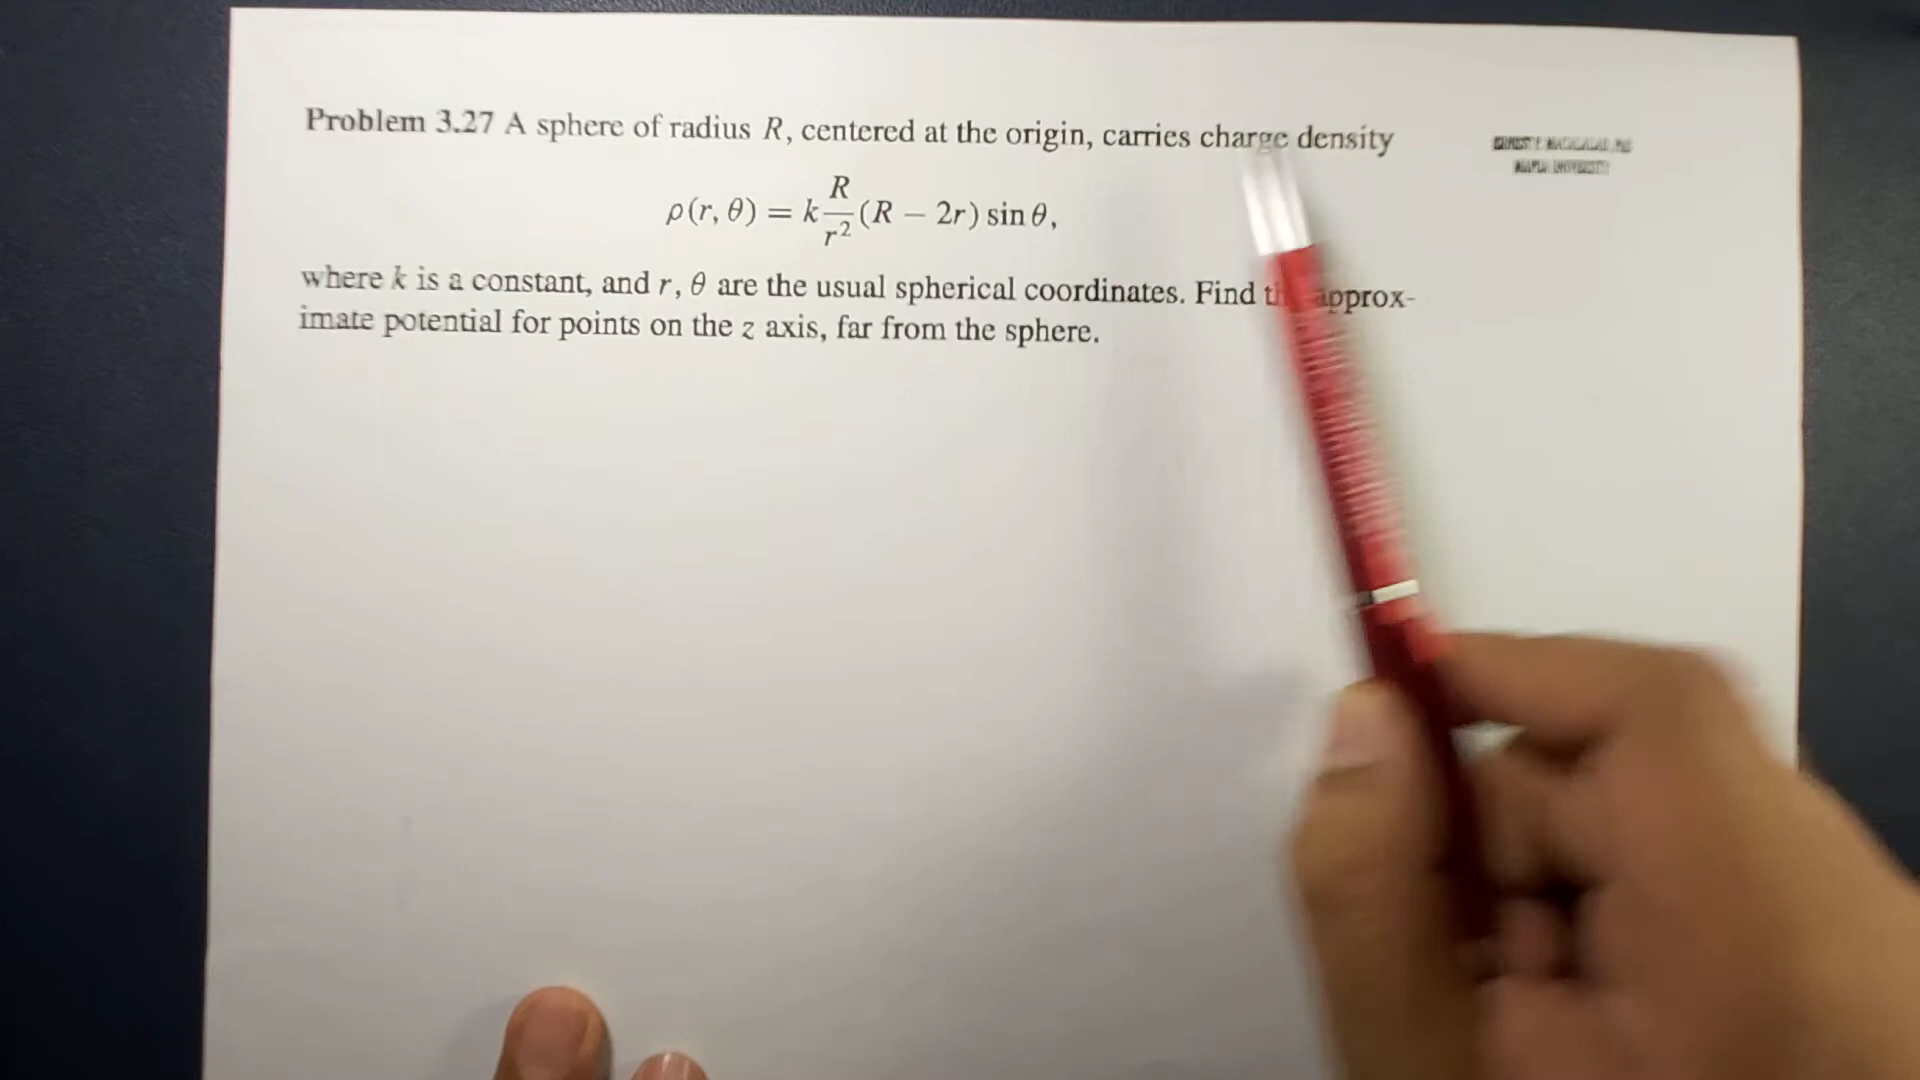 Problem 3.27 A sphere of radius R, centered at the origin, carries charge density
ρ(r, θ) = k R/r² (R − 2r) sin θ,
where k is a constant, and r, θ are the usual spherical coordinates. Find approx-
imate potential for points on the z axis, far from the sphere.